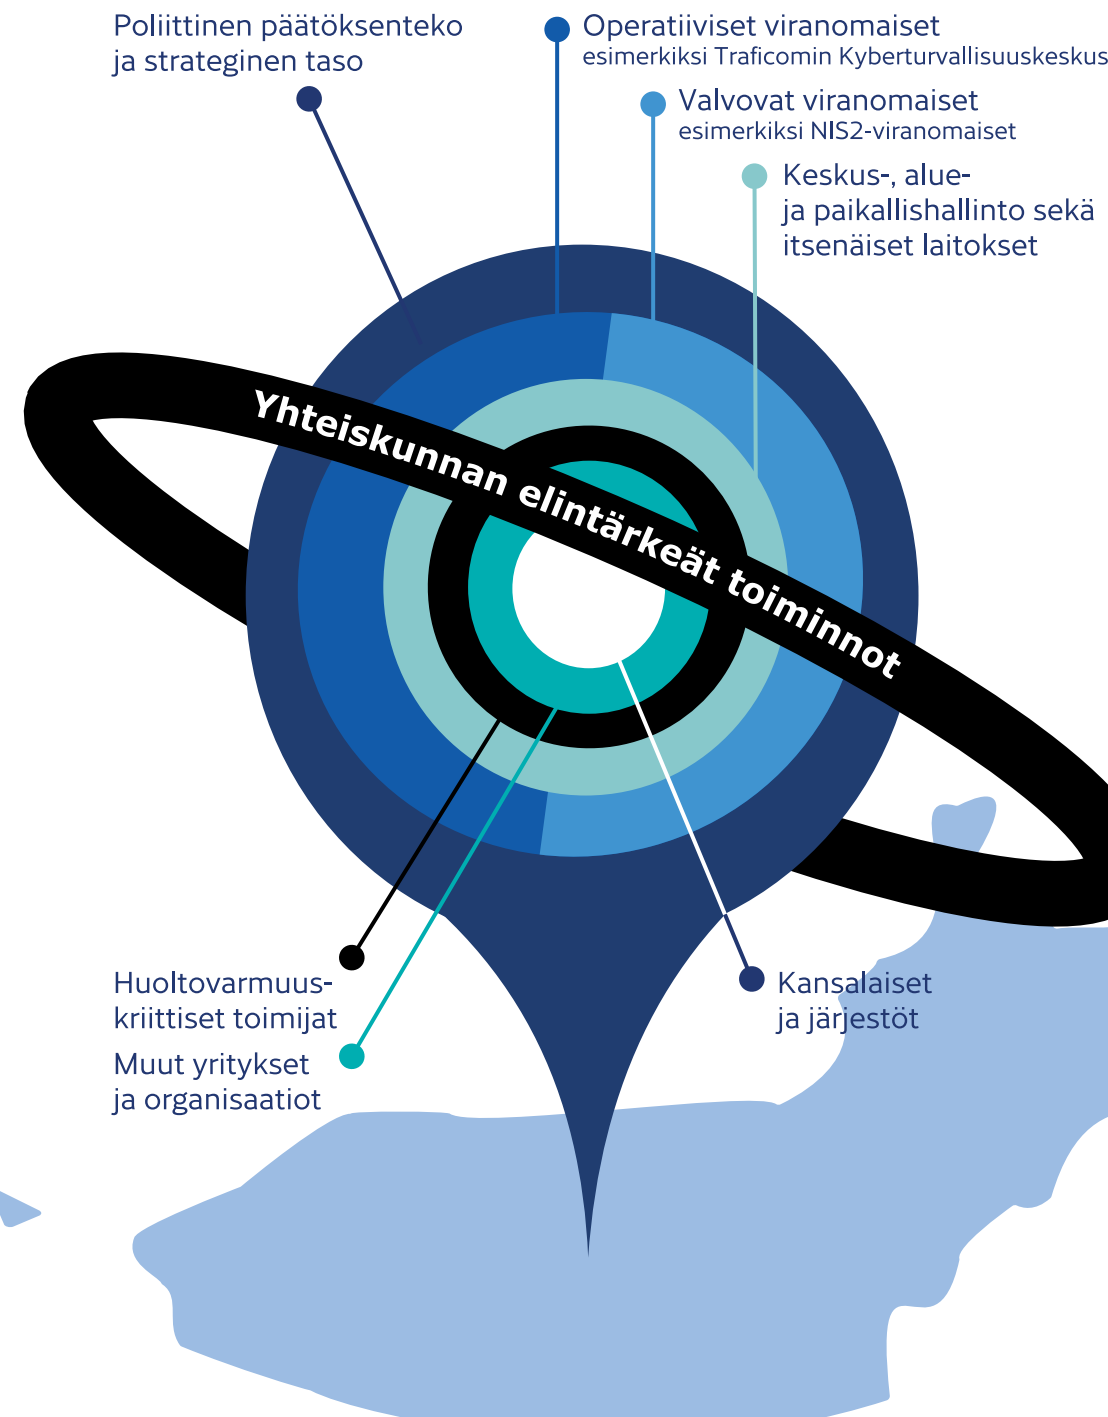 Poliittinen päätöksenteko
ja strateginen taso
Operatiiviset viranomaiset
esimerkiksi Traficomin Kyberturvallisuuskeskus
Valvovat viranomaiset
esimerkiksi NIS2-viranomaiset
Keskus-, alue-
ja paikallishallinto sekä
itsenäiset laitokset
Yhteiskunnan elintärkeät toiminnot
Huoltovarmuus-
kriittiset toimijat
Muut yritykset
ja organisaatiot
Kansalaiset
ja järjestöt